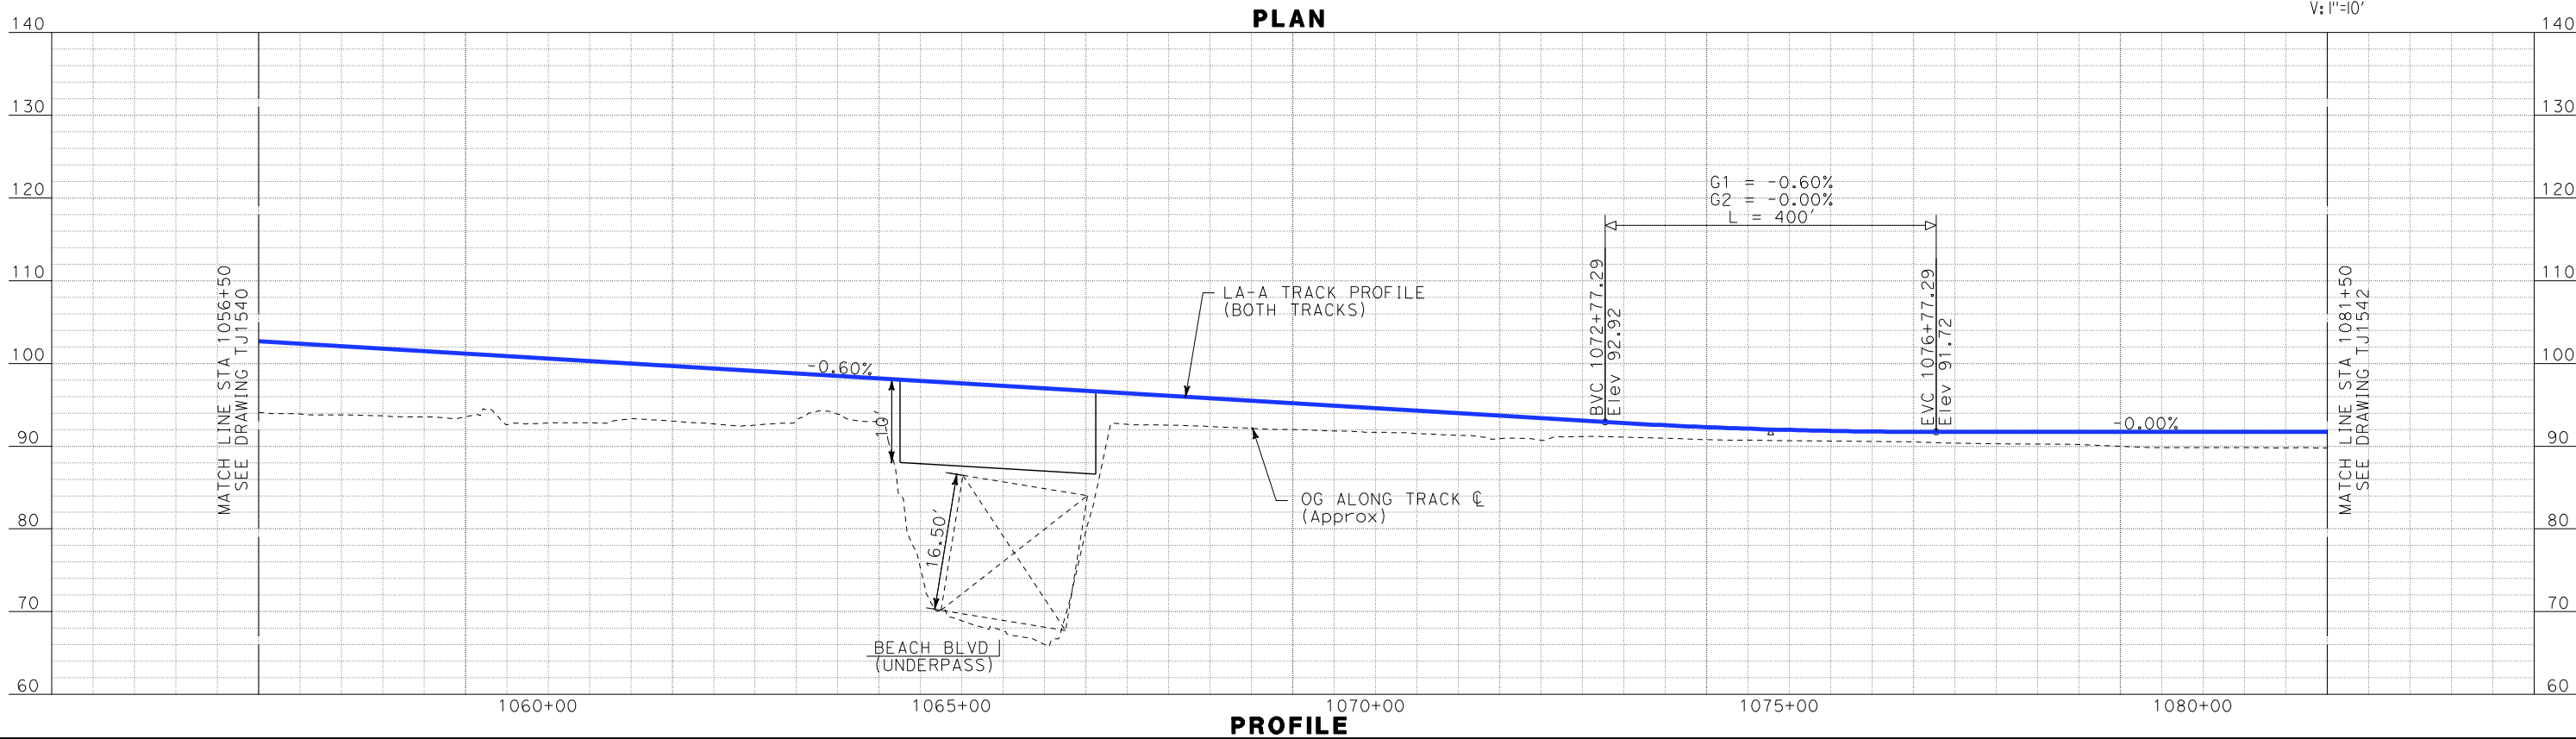 PLAN
V: 1"=10'
140
140
130
130
120
120
110
110
100
100
90
90
80
80
70
70
60
60
MATCH LINE STA 1056+50
SEE DRAWING TJ1540
-0.60%
10'
16.50'
BEACH BLVD
(UNDERPASS)
LA-A TRACK PROFILE
(BOTH TRACKS)
OG ALONG TRACK ℄
(Approx)
G1 = -0.60%
G2 = -0.00%
L = 400'
BVC 1072+77.29
Elev 92.92
EVC 1076+77.29
Elev 91.72
-0.00%
MATCH LINE STA 1081+50
SEE DRAWING TJ1542
1060+00
1065+00
1070+00
1075+00
1080+00
PROFILE